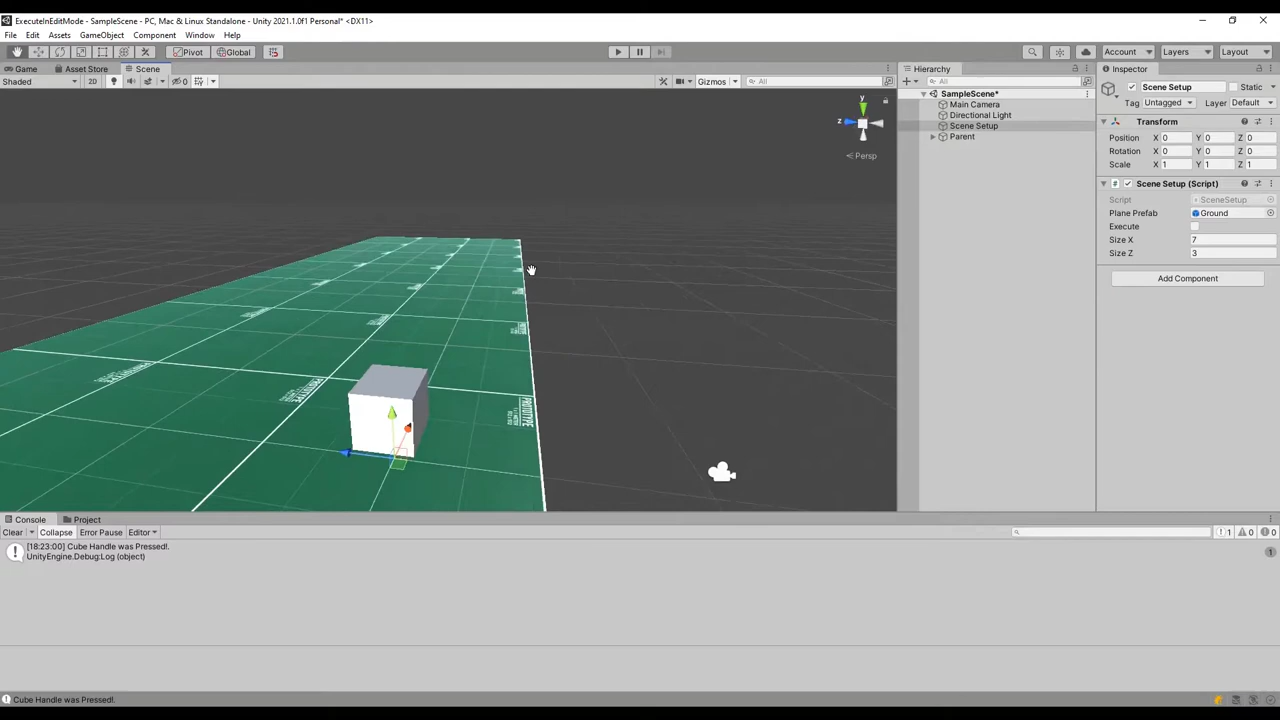 ExecuteInEditMode - SampleScene - PC, Mac & Linux Standalone - Unity 2021.1.0f1 Personal* <DX11>
File Edit Assets GameObject Component Window Help
Pivot Global Account Layers Layout
Game Asset Store Scene
Shaded 2D 0 Gizmos All
y
z
Persp
PROTOTYPE
Hierarchy
All
SampleScene*
Main Camera
Directional Light
Scene Setup
Parent
Inspector
Scene Setup Static
Tag Untagged Layer Default
Transform
Position X 0 Y 0 Z 0
Rotation X 0 Y 0 Z 0
Scale X 1 Y 1 Z 1
# Scene Setup (Script)
Script SceneSetup
Plane Prefab Ground
Execute
Size X 7
Size Z 3
Add Component
Console Project
Clear Collapse Error Pause Editor 1 0 0
[18:23:00] Cube Handle was Pressed!.
UnityEngine.Debug:Log (object)
1
Cube Handle was Pressed!.